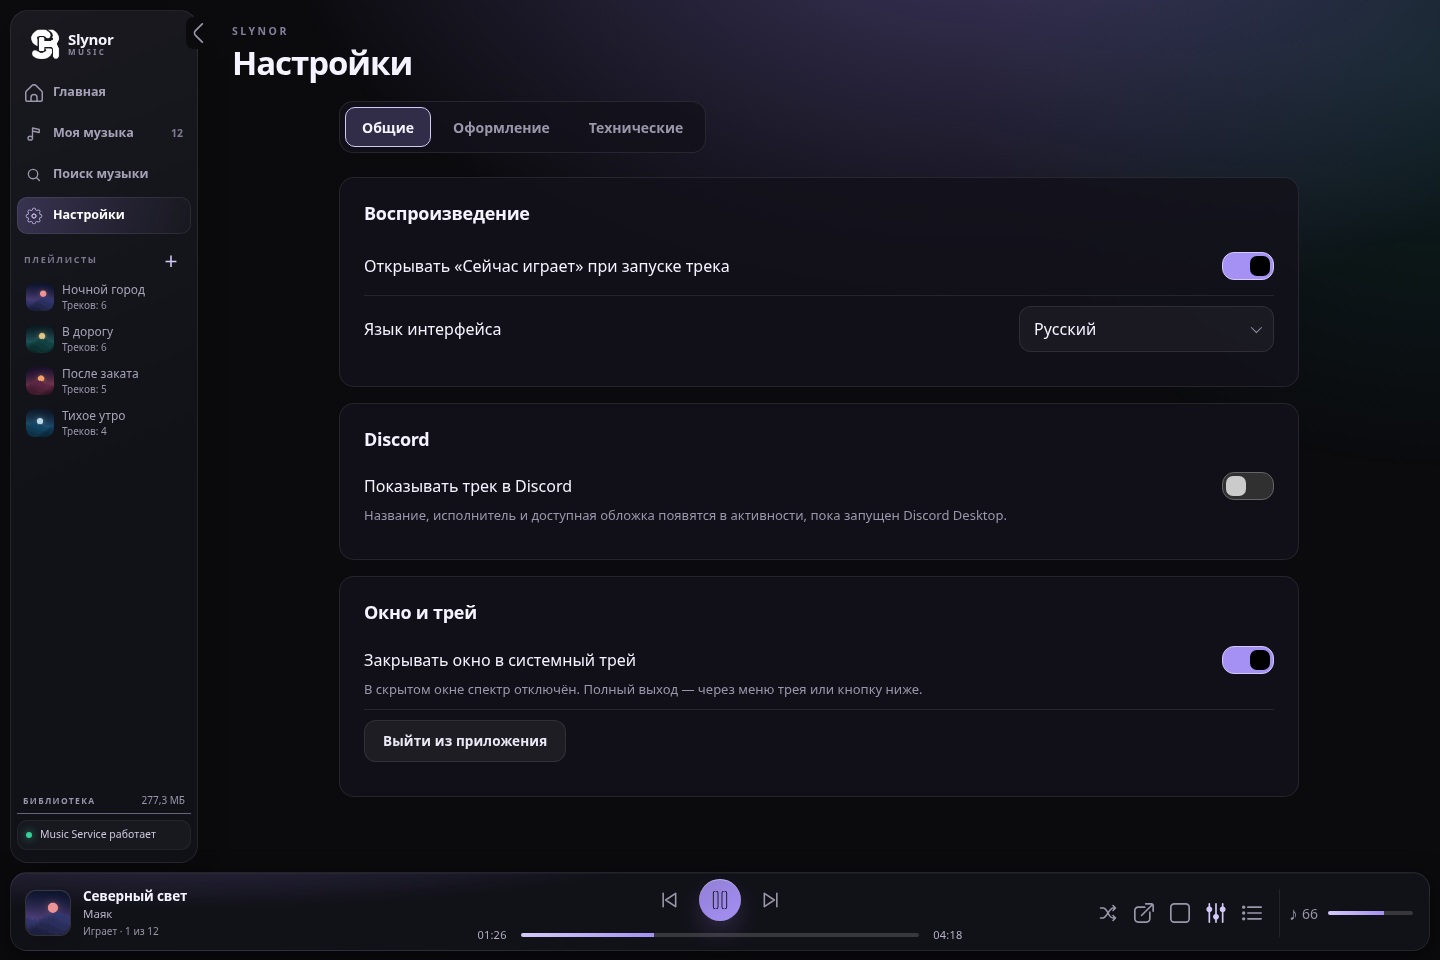 Slynor
MUSIC
Главная
Моя музыка 12
Поиск музыки
Настройки
ПЛЕЙЛИСТЫ
Ночной город
Треков: 6
В дорогу
Треков: 6
После заката
Треков: 5
Тихое утро
Треков: 4
БИБЛИОТЕКА 277,3 МБ
Music Service работает
SLYNOR
Настройки
Общие Оформление Технические
Воспроизведение
Открывать «Сейчас играет» при запуске трека
Язык интерфейса Русский
Discord
Показывать трек в Discord
Название, исполнитель и доступная обложка появятся в активности, пока запущен Discord Desktop.
Окно и трей
Закрывать окно в системный трей
В скрытом окне спектр отключён. Полный выход — через меню трея или кнопку ниже.
Выйти из приложения
Северный свет
Маяк
Играет · 1 из 12
01:26 04:18
♪ 66